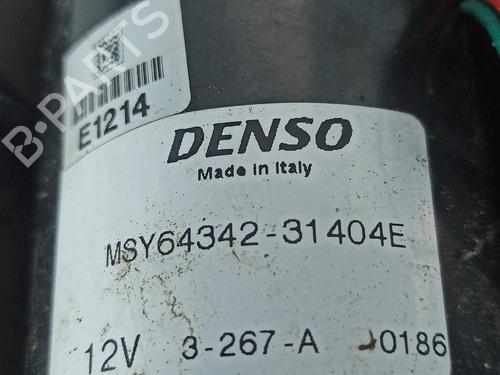 E1214
DENSO
Made in Italy
MSY64342-31404E
12V 3-267-A 0186
B-PARTS